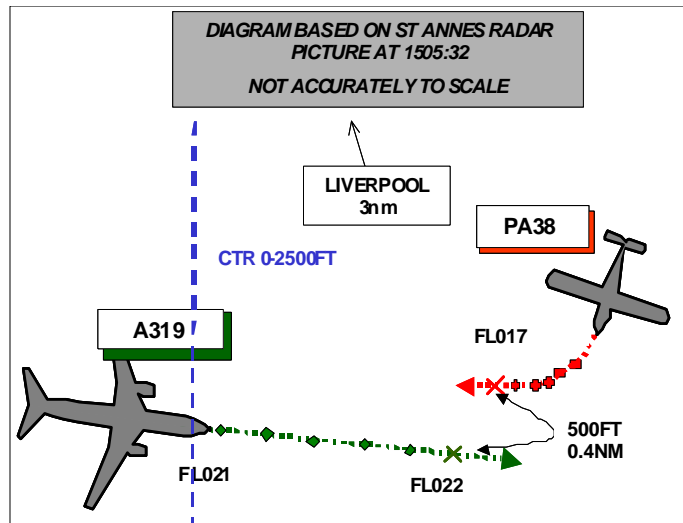 DIAGRAM BASED ON ST ANNES RADAR
PICTURE AT 1505:32
NOT ACCURATELY TO SCALE
LIVERPOOL
3nm
PA38
CTR 0-2500FT
A319
FL017
500FT
0.4NM
FL021
FL022